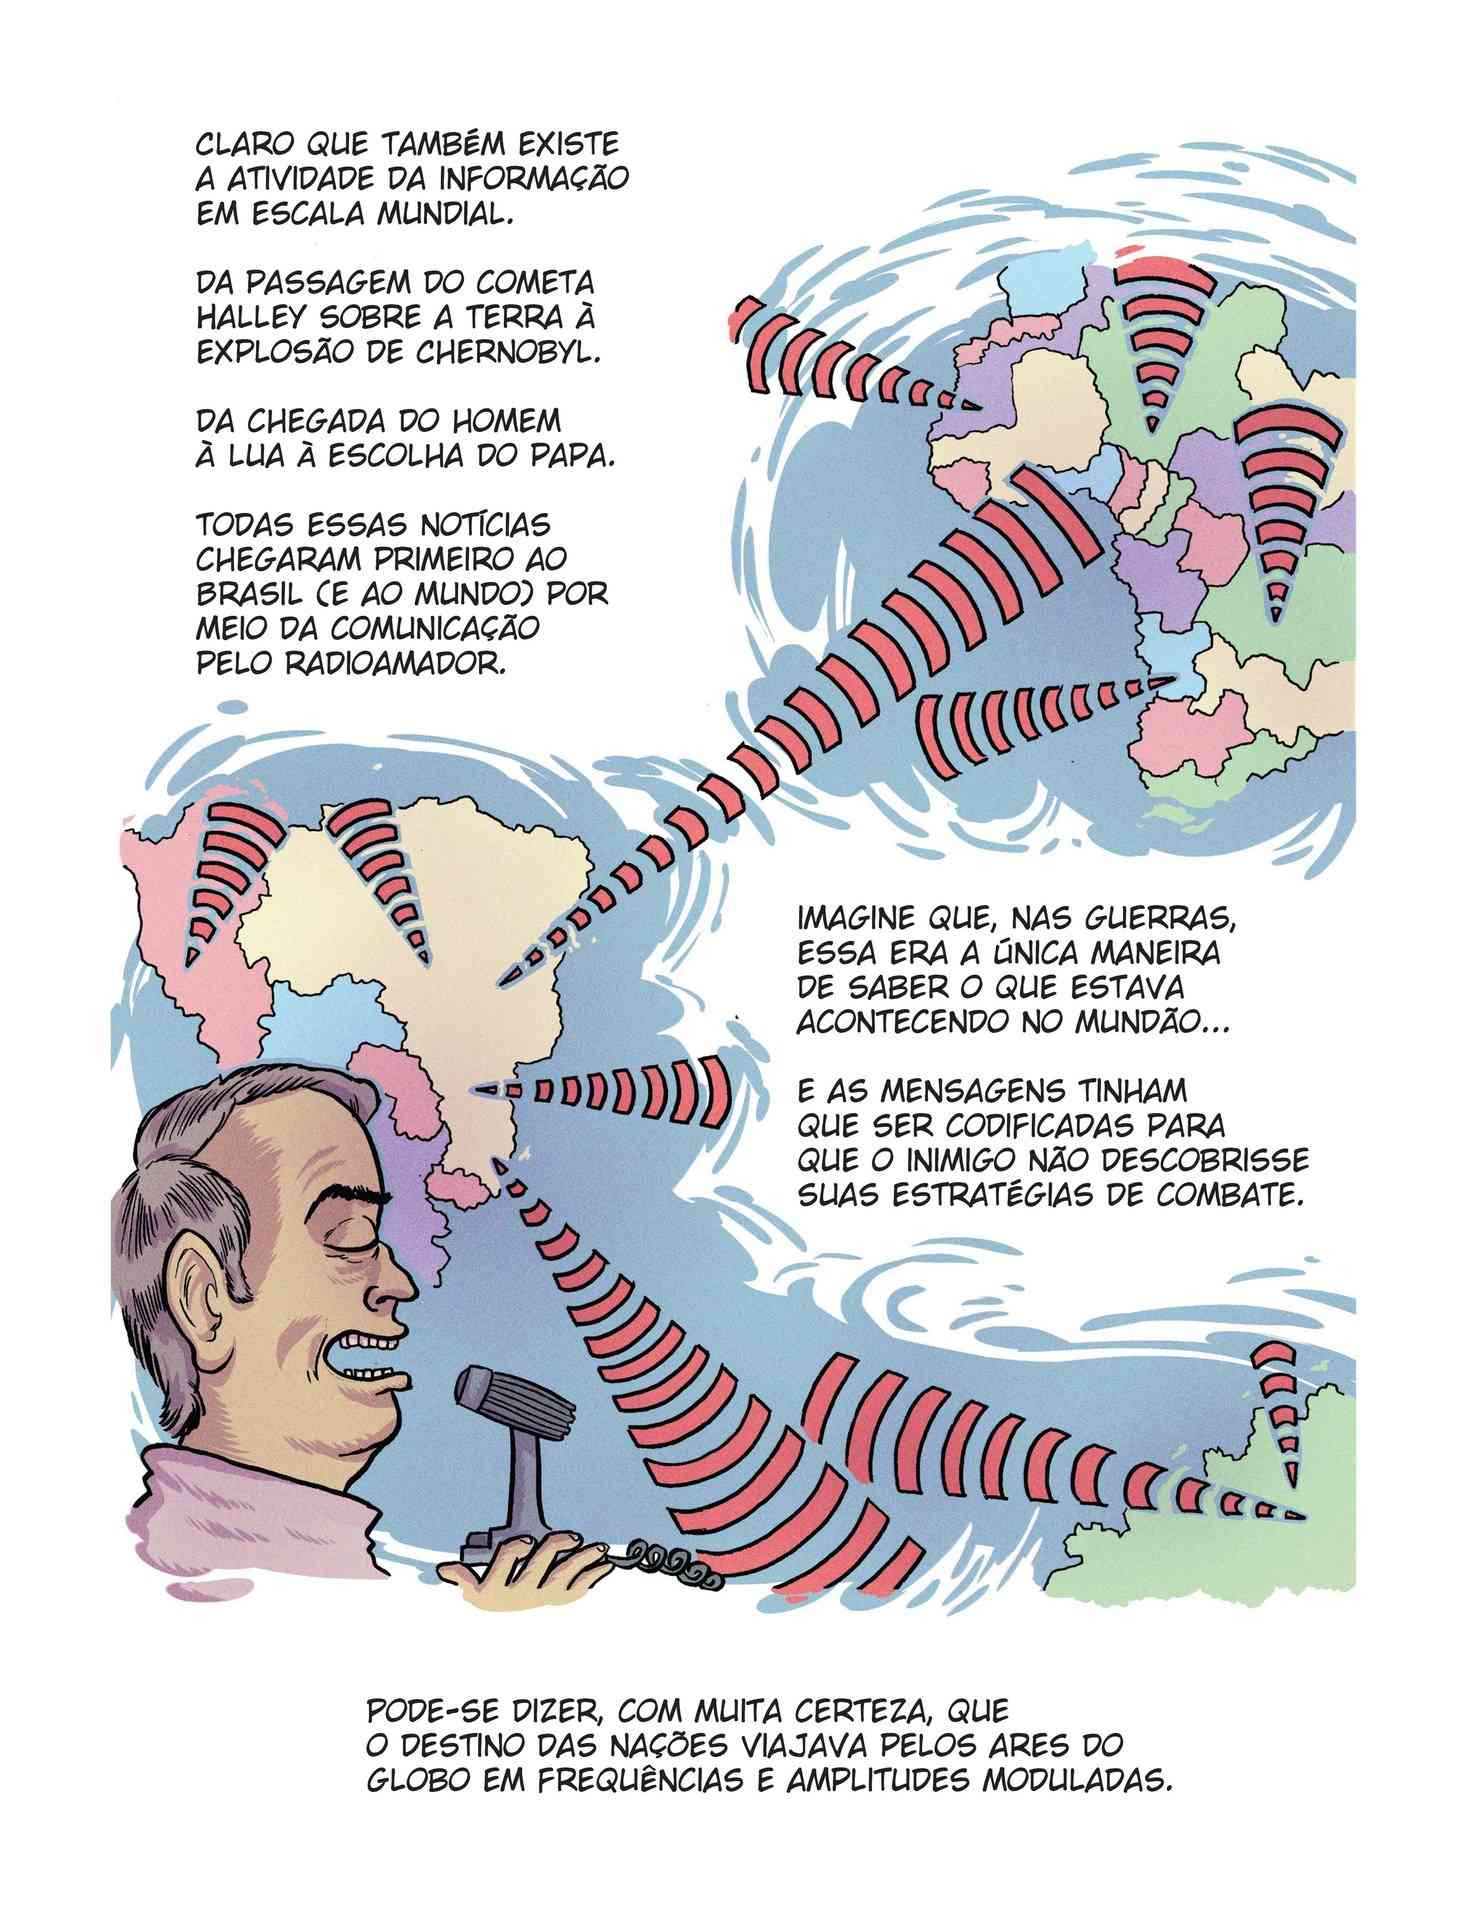 CLARO QUE TAMBÉM EXISTE
A ATIVIDADE DA INFORMAÇÃO
EM ESCALA MUNDIAL.
DA PASSAGEM DO COMETA
HALLEY SOBRE A TERRA À
EXPLOSÃO DE CHERNOBYL.
DA CHEGADA DO HOMEM
À LUA À ESCOLHA DO PAPA.
TODAS ESSAS NOTÍCIAS
CHEGARAM PRIMEIRO AO
BRASIL (E AO MUNDO) POR
MEIO DA COMUNICAÇÃO
PELO RADIOAMADOR.
IMAGINE QUE, NAS GUERRAS,
ESSA ERA A ÚNICA MANEIRA
DE SABER O QUE ESTAVA
ACONTECENDO NO MUNDÃO...
E AS MENSAGENS TINHAM
QUE SER CODIFICADAS PARA
QUE O INIMIGO NÃO DESCOBRISSE
SUAS ESTRATÉGIAS DE COMBATE.
PODE-SE DIZER, COM MUITA CERTEZA, QUE
O DESTINO DAS NAÇÕES VIAJAVA PELOS ARES DO
GLOBO EM FREQUÊNCIAS E AMPLITUDES MODULADAS.